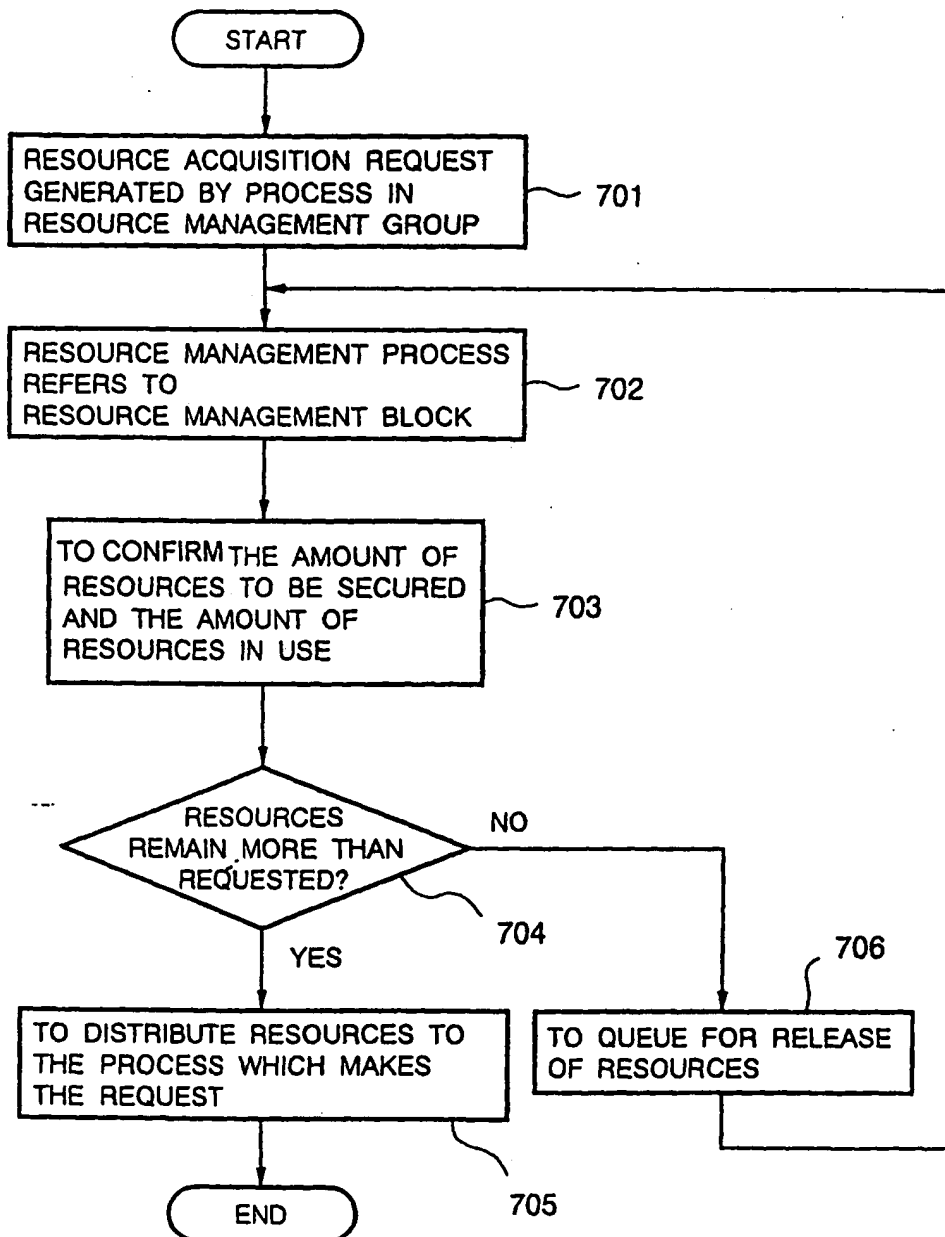 START
RESOURCE ACQUISITION REQUEST
GENERATED BY PROCESS IN
RESOURCE MANAGEMENT GROUP
701
RESOURCE MANAGEMENT PROCESS
REFERS TO
RESOURCE MANAGEMENT BLOCK
702
TO CONFIRM THE AMOUNT OF
RESOURCES TO BE SECURED
AND THE AMOUNT OF
RESOURCES IN USE
703
RESOURCES
REMAIN MORE THAN
REQUESTED?
NO
704
YES
706
TO DISTRIBUTE RESOURCES TO
THE PROCESS WHICH MAKES
THE REQUEST
TO QUEUE FOR RELEASE
OF RESOURCES
705
END